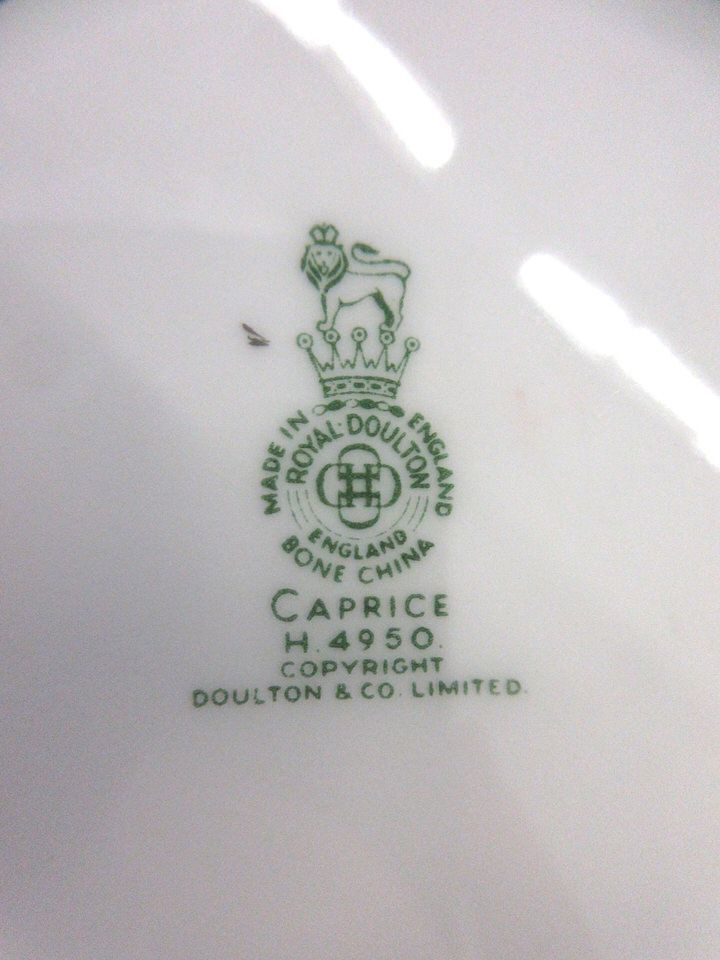 MADE IN ENGLAND
ROYAL·DOULTON
ENGLAND
BONE CHINA
CAPRICE
H. 4950.
COPYRIGHT
DOULTON & CO. LIMITED.